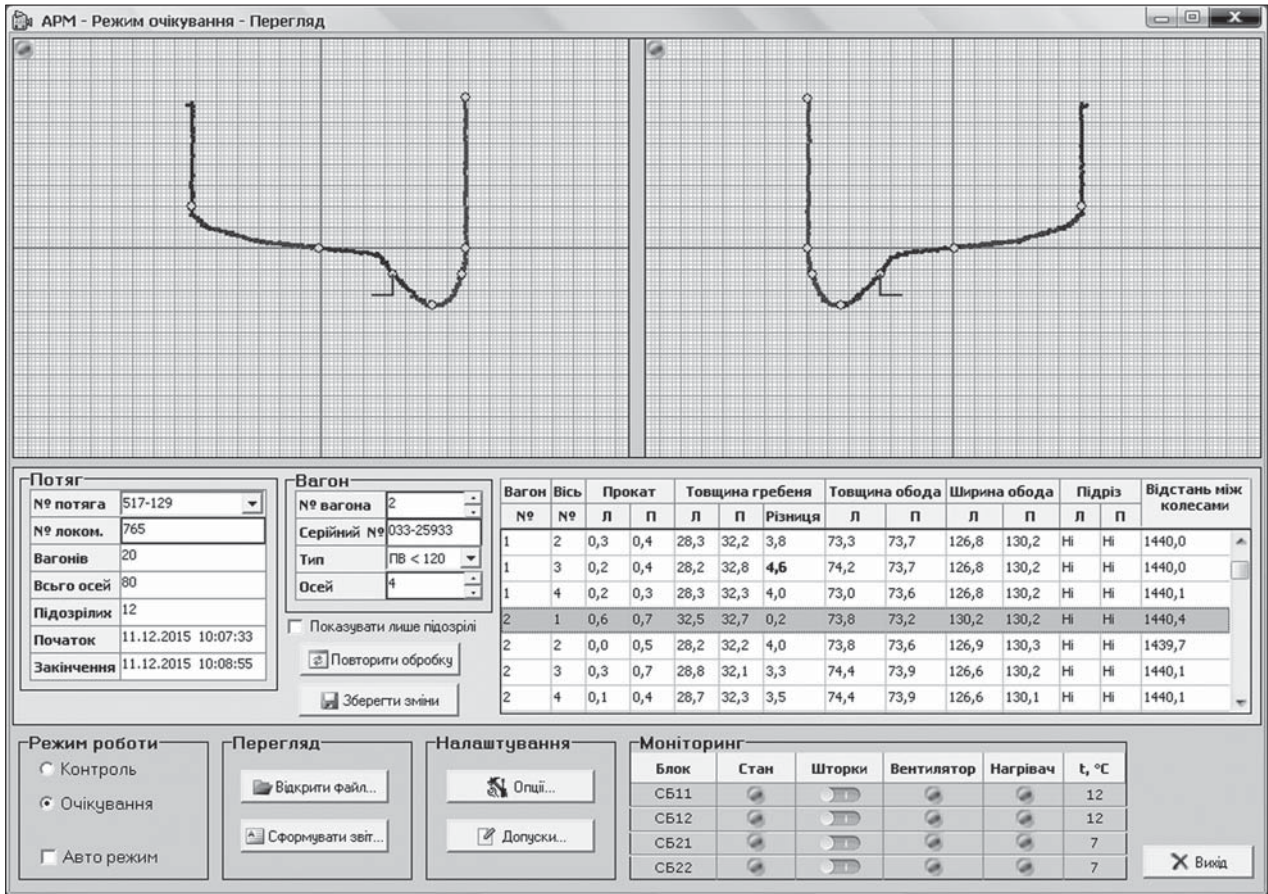 АРМ - Режим очікування - Перегляд
Потяг
№ потяга 517-129
№ локом. 765
Вагонів 20
Всьго осей 80
Підозрілих 12
Початок 11.12.2015 10:07:33
Закінчення 11.12.2015 10:08:55
Вагон
№ вагона 2
Серійний № 033-25933
Тип ПВ < 120
Осей 4
Показувати лише підозрілі
Повторити обробку
Зберегти зміни
Вагон Вісь Прокат Товщина гребеня Товщина обода Ширина обода Підріз Відстань між колесами
№ № Л П Л П Різниця Л П Л П Л П
1 2 0,3 0,4 28,3 32,2 3,8 73,3 73,7 126,8 130,2 Ні Ні 1440,0
1 3 0,2 0,4 28,2 32,8 4,6 74,2 73,7 126,8 130,2 Ні Ні 1440,0
1 4 0,2 0,3 28,3 32,3 4,0 73,0 73,6 126,8 130,2 Ні Ні 1440,1
2 1 0,6 0,7 32,5 32,7 0,2 73,8 73,2 130,2 130,2 Ні Ні 1440,4
2 2 0,0 0,5 28,2 32,2 4,0 73,8 73,6 126,9 130,3 Ні Ні 1439,7
2 3 0,3 0,7 28,8 32,1 3,3 74,4 73,9 126,6 130,2 Ні Ні 1440,1
2 4 0,1 0,4 28,7 32,3 3,5 74,4 73,9 126,6 130,1 Ні Ні 1440,1
Режим роботи
Контроль
Очікування
Авто режим
Перегляд
Відкрити файл...
Сформувати звіт...
Налаштування
Опції...
Допуски...
Моніторинг
Блок Стан Шторки Вентилятор Нагрівач t, °C
СБ11 12
СБ12 12
СБ21 7
СБ22 7
Вихід